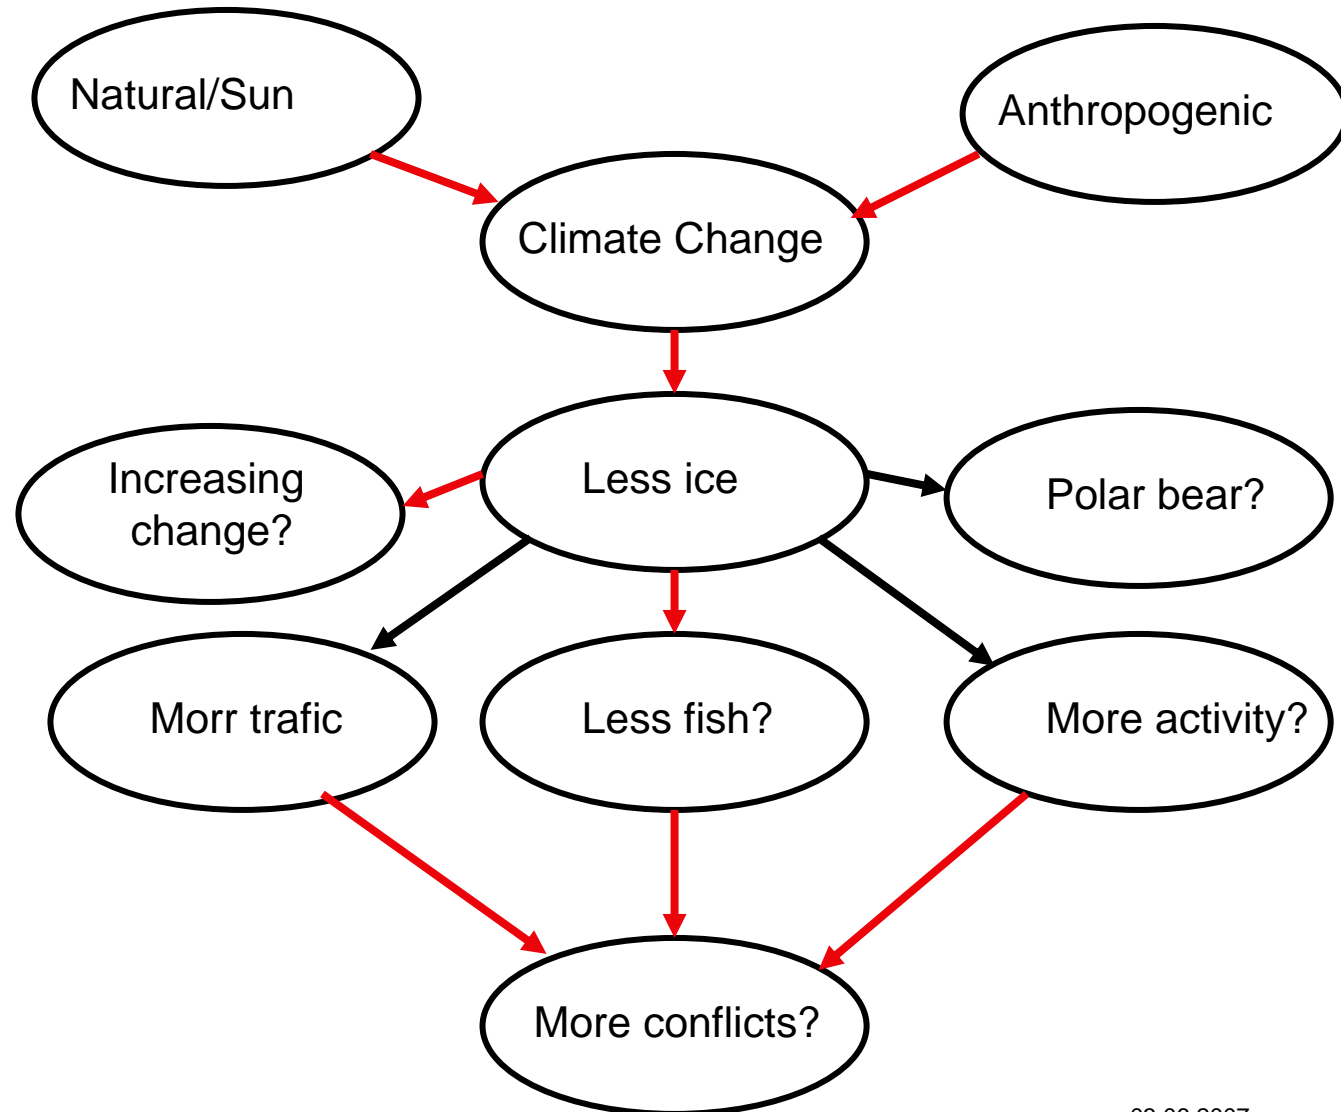 Natural/Sun
Anthropogenic
Climate Change
Increasing
change?
Less ice
Polar bear?
Morr trafic
Less fish?
More activity?
More conflicts?